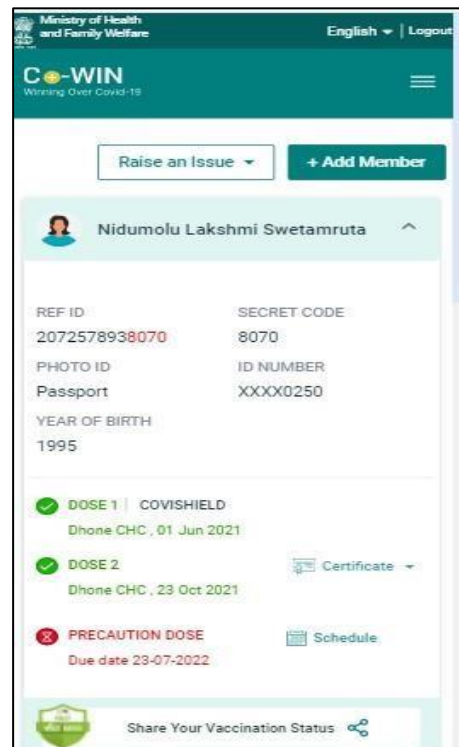 Ministry of Health
and Family Welfare
English | Logout
Co-WIN
Winning Over Covid-19
Raise an Issue
+ Add Member
Nidumolu Lakshmi Swetamruta
REF ID SECRET CODE
2072578938070 8070
PHOTO ID ID NUMBER
Passport XXXX0250
YEAR OF BIRTH
1995
DOSE 1 | COVISHIELD
Dhone CHC , 01 Jun 2021
DOSE 2 Certificate
Dhone CHC , 23 Oct 2021
PRECAUTION DOSE Schedule
Due date 23-07-2022
Share Your Vaccination Status